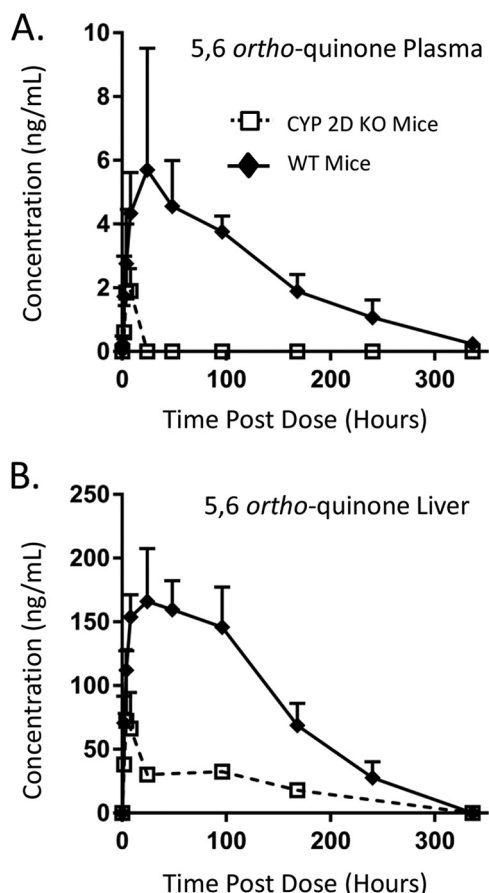 A.
5,6 ortho-quinone Plasma
CYP 2D KO Mice
WT Mice
Concentration (ng/mL)
10
8
6
4
2
0
0 100 200 300
Time Post Dose (Hours)
B.
5,6 ortho-quinone Liver
Concentration (ng/mL)
250
200
150
100
50
0
0 100 200 300
Time Post Dose (Hours)